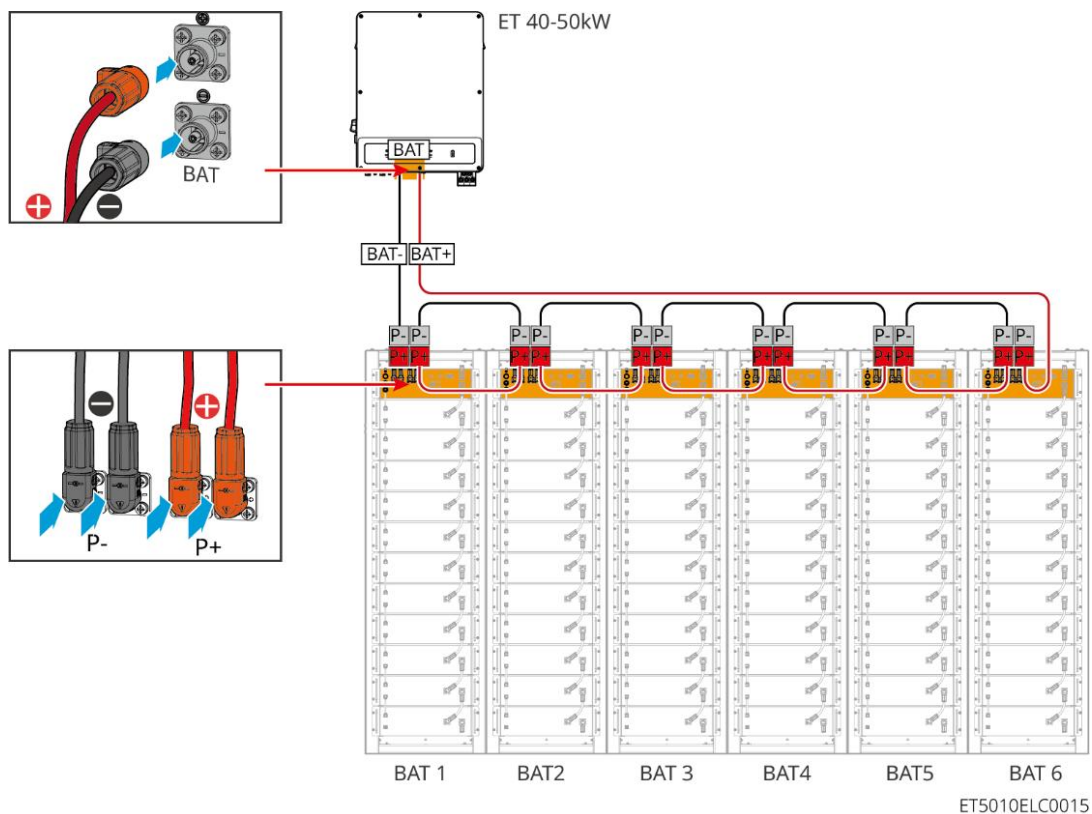 ET 40-50kW
BAT
BAT
BAT- BAT+
P- P- P- P- P- P- P- P- P- P- P- P-
P+ P+ P+ P+ P+ P+ P+ P+ P+ P+ P+ P+
P- P+
BAT 1 BAT2 BAT 3 BAT4 BAT5 BAT 6
ET5010ELC0015